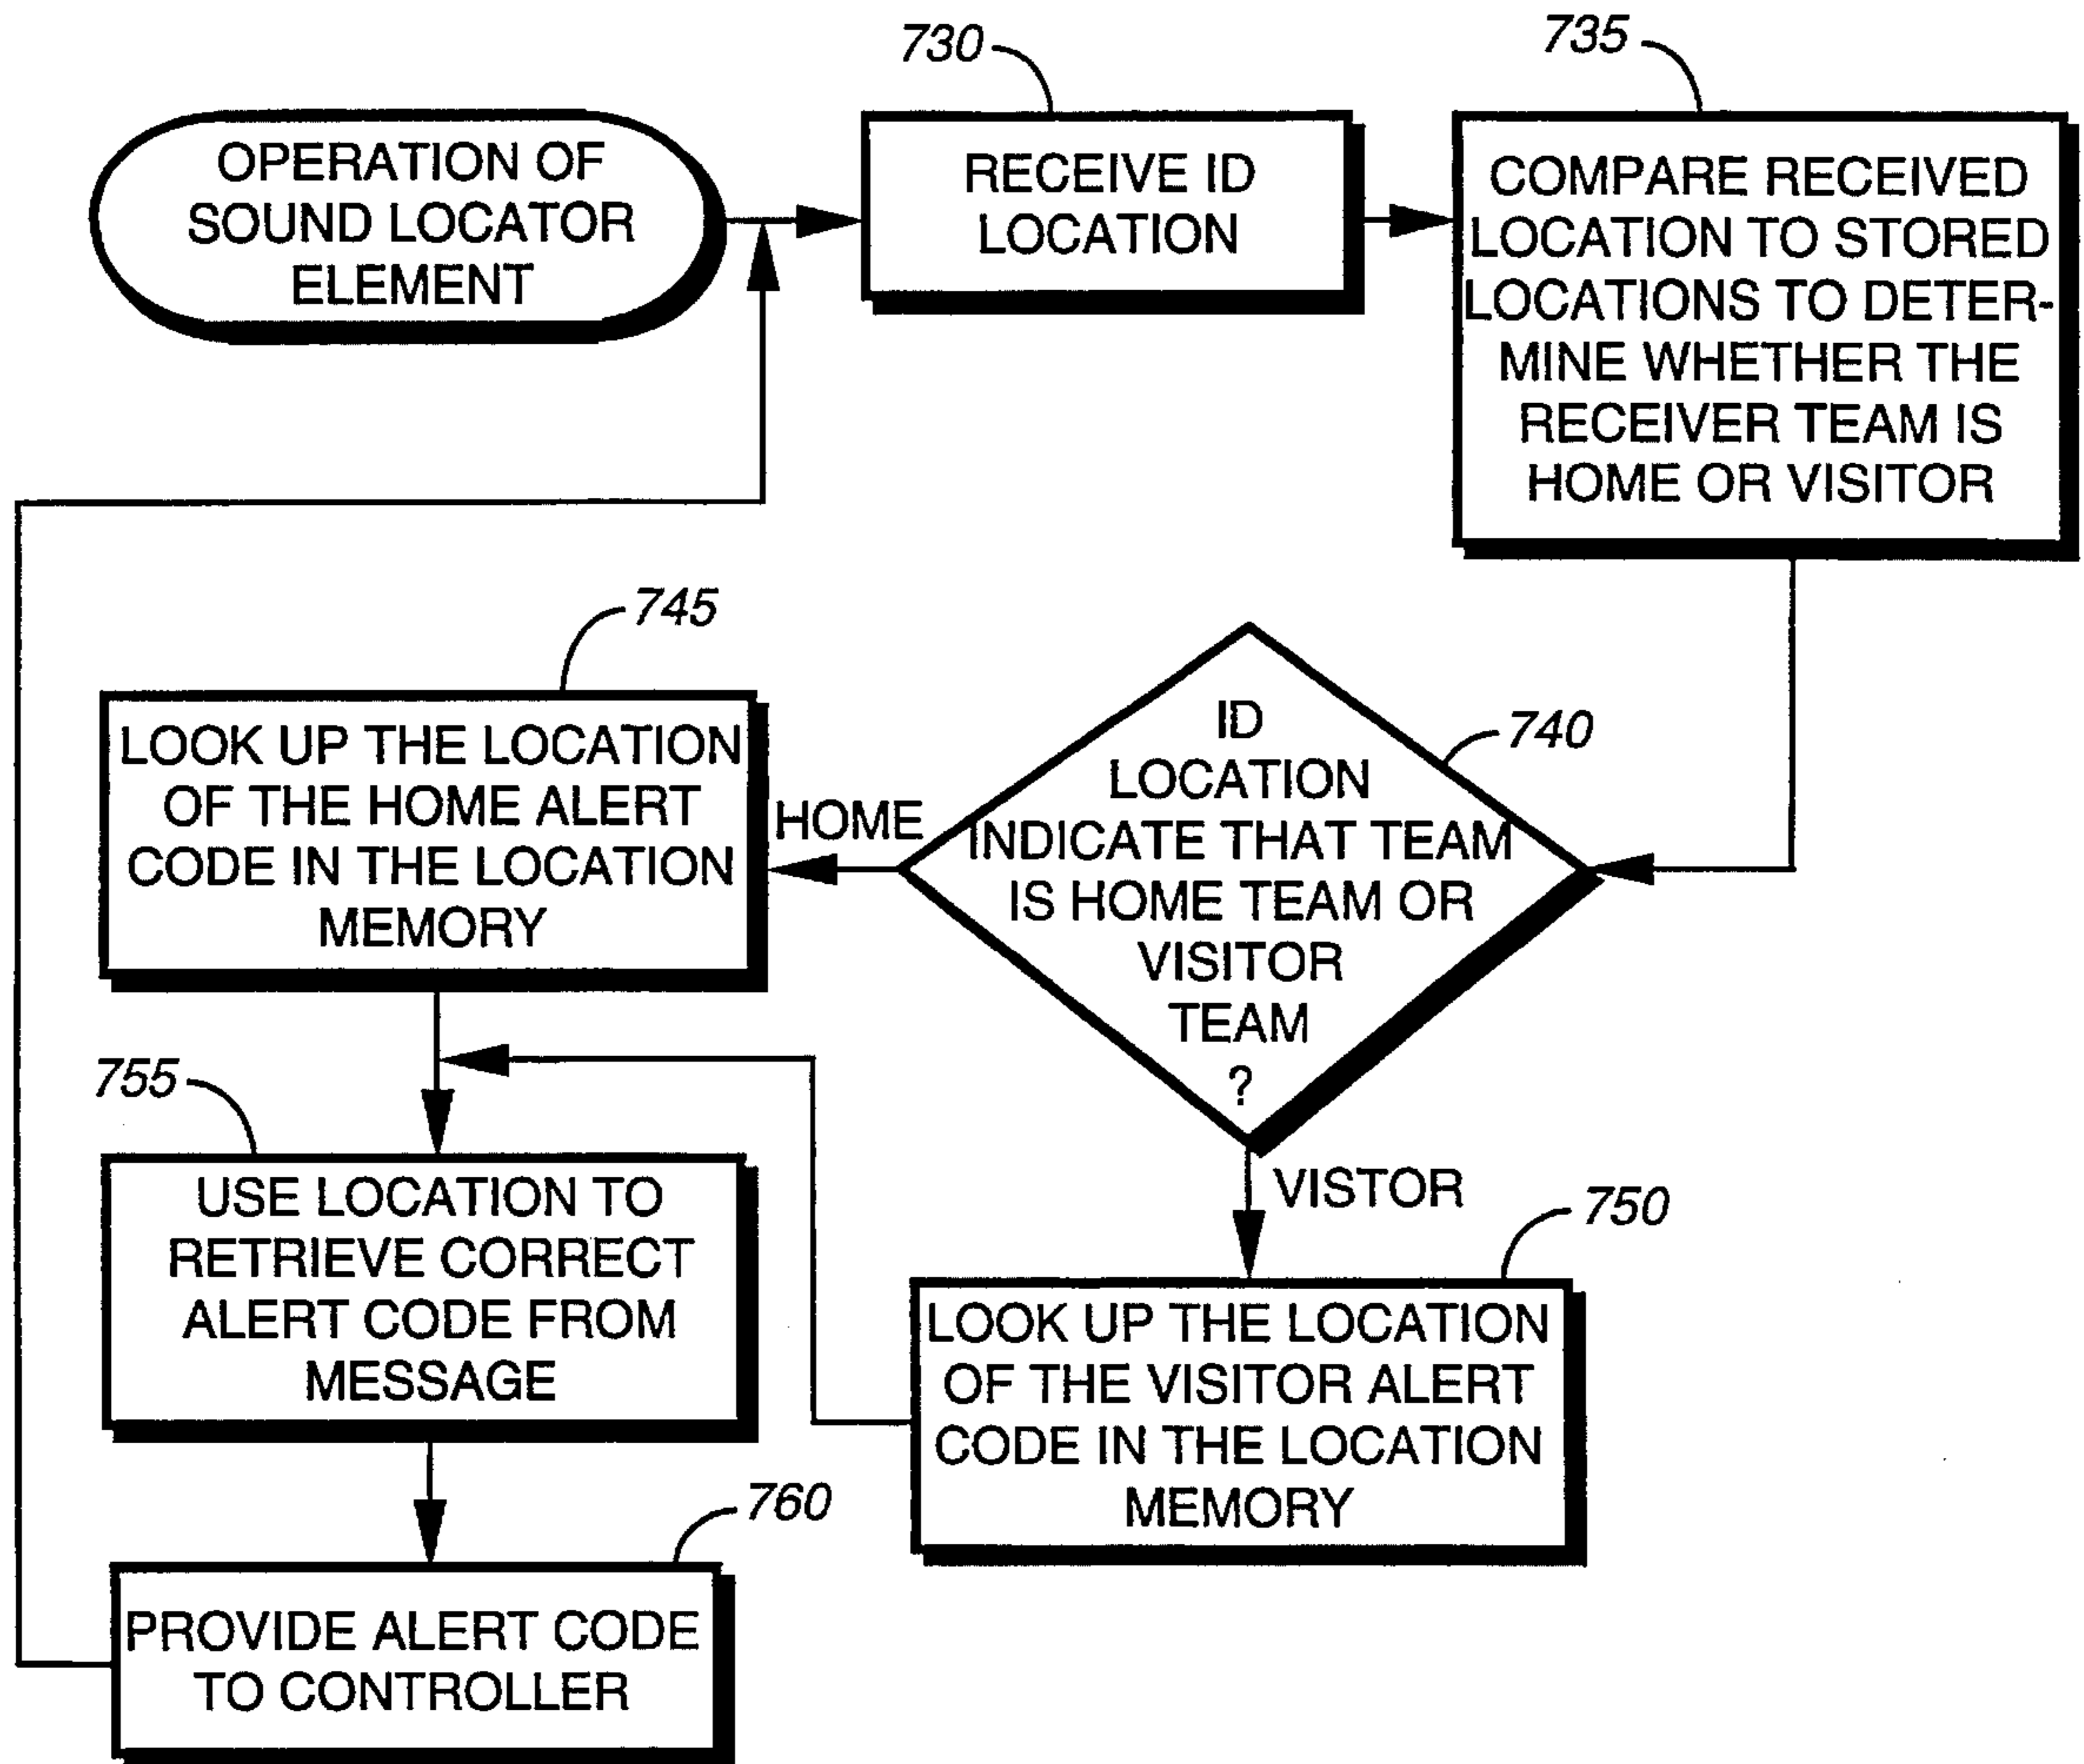 730
735
OPERATION OF
SOUND LOCATOR
ELEMENT
RECEIVE ID
LOCATION
COMPARE RECEIVED
LOCATION TO STORED
LOCATIONS TO DETER-
MINE WHETHER THE
RECEIVER TEAM IS
HOME OR VISITOR
745
LOOK UP THE LOCATION
OF THE HOME ALERT
CODE IN THE LOCATION
MEMORY
HOME
740
ID
LOCATION
INDICATE THAT TEAM
IS HOME TEAM OR
VISITOR
TEAM
?
VISTOR
755
USE LOCATION TO
RETRIEVE CORRECT
ALERT CODE FROM
MESSAGE
750
LOOK UP THE LOCATION
OF THE VISITOR ALERT
CODE IN THE LOCATION
MEMORY
760
PROVIDE ALERT CODE
TO CONTROLLER